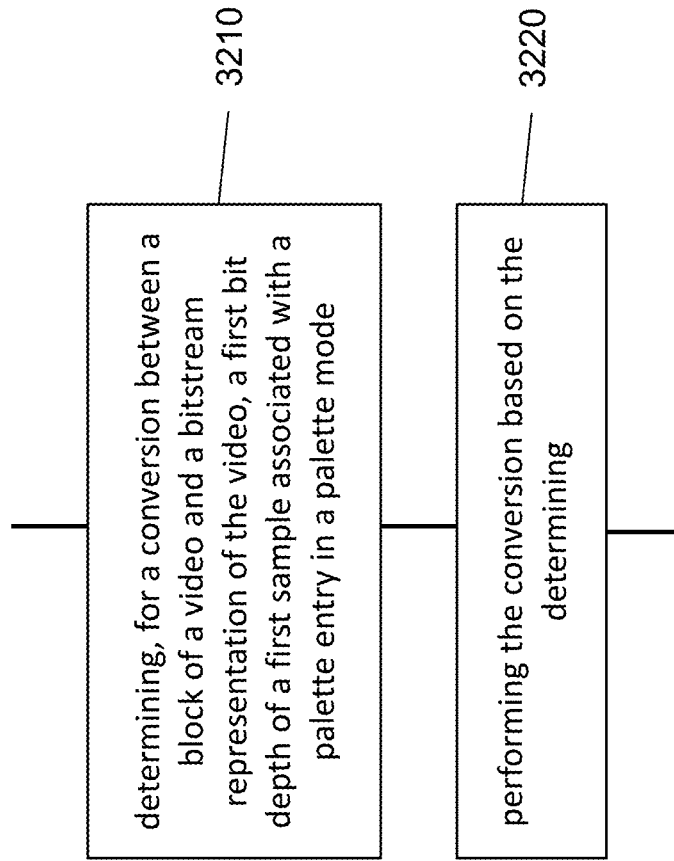 determining, for a conversion between a
block of a video and a bitstream
representation of the video, a first bit
depth of a first sample associated with a
palette entry in a palette mode
3210
performing the conversion based on the
determining
3220